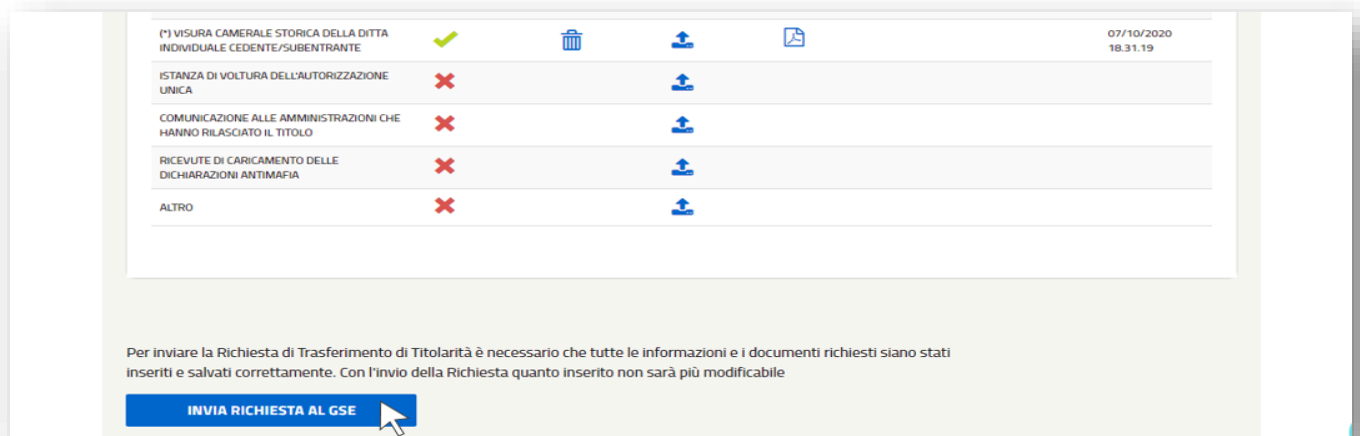 (*) VISURA CAMERALE STORICA DELLA DITTA
INDIVIDUALE CEDENTE/SUBENTRANTE
07/10/2020
18.31.19
ISTANZA DI VOLTURA DELL'AUTORIZZAZIONE
UNICA
COMUNICAZIONE ALLE AMMINISTRAZIONI CHE
HANNO RILASCIATO IL TITOLO
RICEVUTE DI CARICAMENTO DELLE
DICHIARAZIONI ANTIMAFIA
ALTRO
Per inviare la Richiesta di Trasferimento di Titolarità è necessario che tutte le informazioni e i documenti richiesti siano stati
inseriti e salvati correttamente. Con l'invio della Richiesta quanto inserito non sarà più modificabile
INVIA RICHIESTA AL GSE